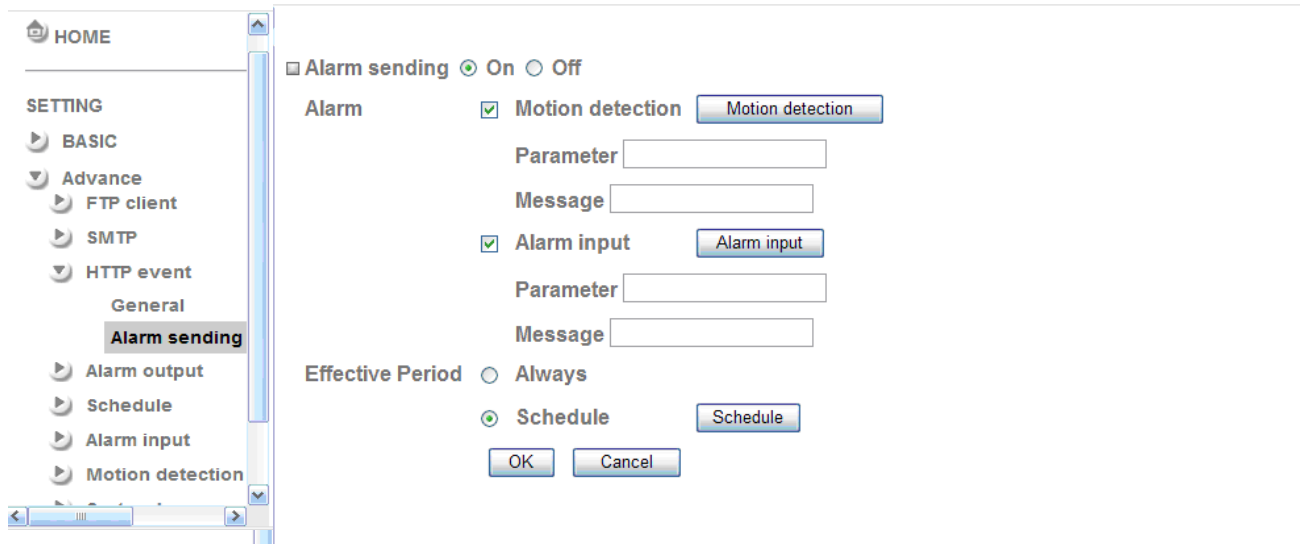 HOME
SETTING
BASIC
Advance
FTP client
SMTP
HTTP event
General
Alarm sending
Alarm output
Schedule
Alarm input
Motion detection
Alarm sending On Off
Alarm Motion detection Motion detection
Parameter
Message
Alarm input Alarm input
Parameter
Message
Effective Period Always
Schedule Schedule
OK Cancel